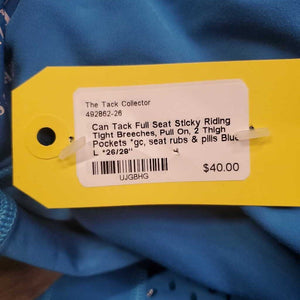 The Tack Collector
492862-26
Can Tack Full Seat Sticky Riding
Tight Breeches, Pull On, 2 Thigh
Pockets *gc, seat rubs & pills Blue
L *26/28"
$40.00
UJGBHG